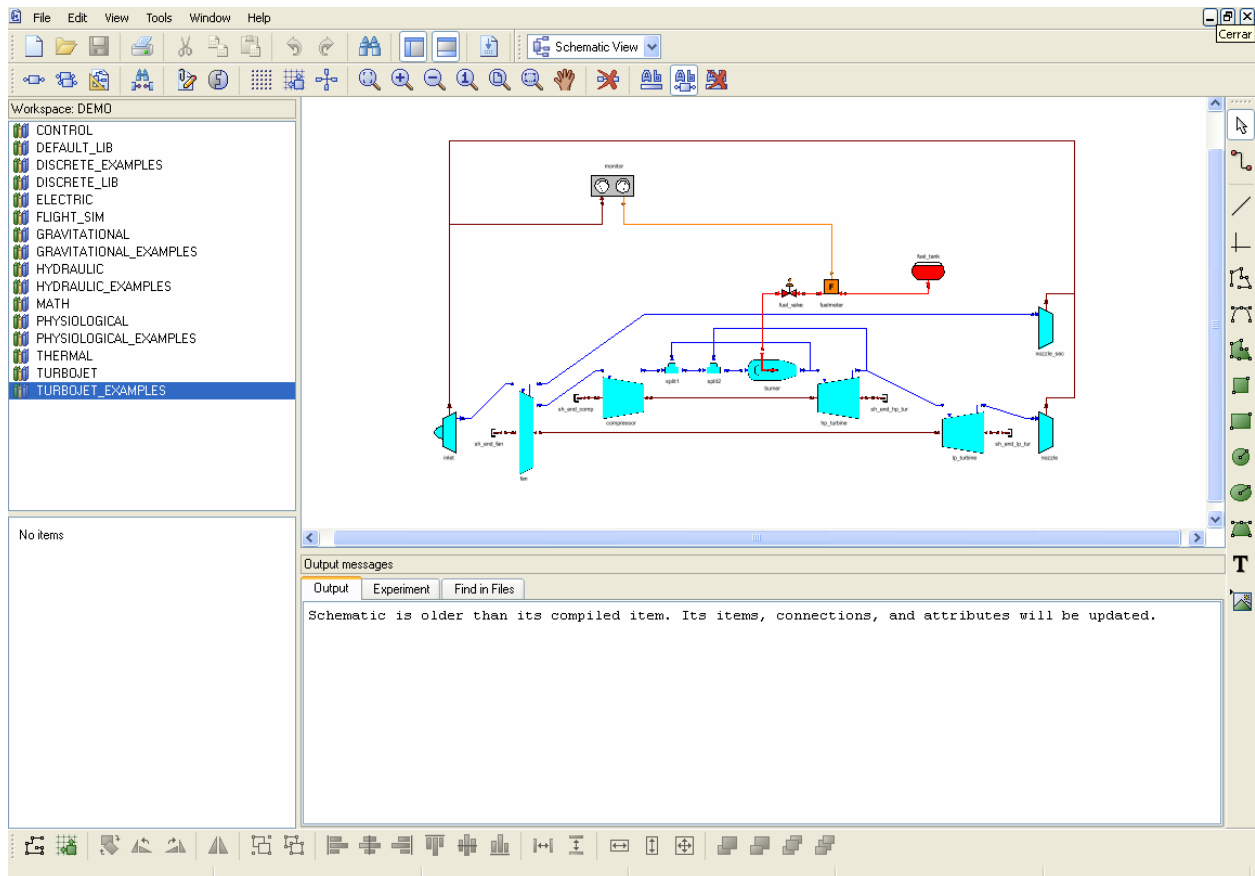 File Edit View Tools Window Help
Cerrar
Schematic View
Workspace: DEMO
CONTROL
DEFAULT_LIB
DISCRETE_EXAMPLES
DISCRETE_LIB
ELECTRIC
FLIGHT_SIM
GRAVITATIONAL
GRAVITATIONAL_EXAMPLES
HYDRAULIC
HYDRAULIC_EXAMPLES
MATH
PHYSIOLOGICAL
PHYSIOLOGICAL_EXAMPLES
THERMAL
TURBOJET
TURBOJET_EXAMPLES
No items
monitor
fuel_tank
F
fuel_valve fuelmeter
nozzle_sec
split1 split2 burner
sh_end_comp sh_end_hp_tur
compressor hp_turbine
sh_end_fan sh_end_lp_tur
inlet lp_turbine nozzle
fan
Output messages
Output Experiment Find in Files
Schematic is older than its compiled item. Its items, connections, and attributes will be updated.
T